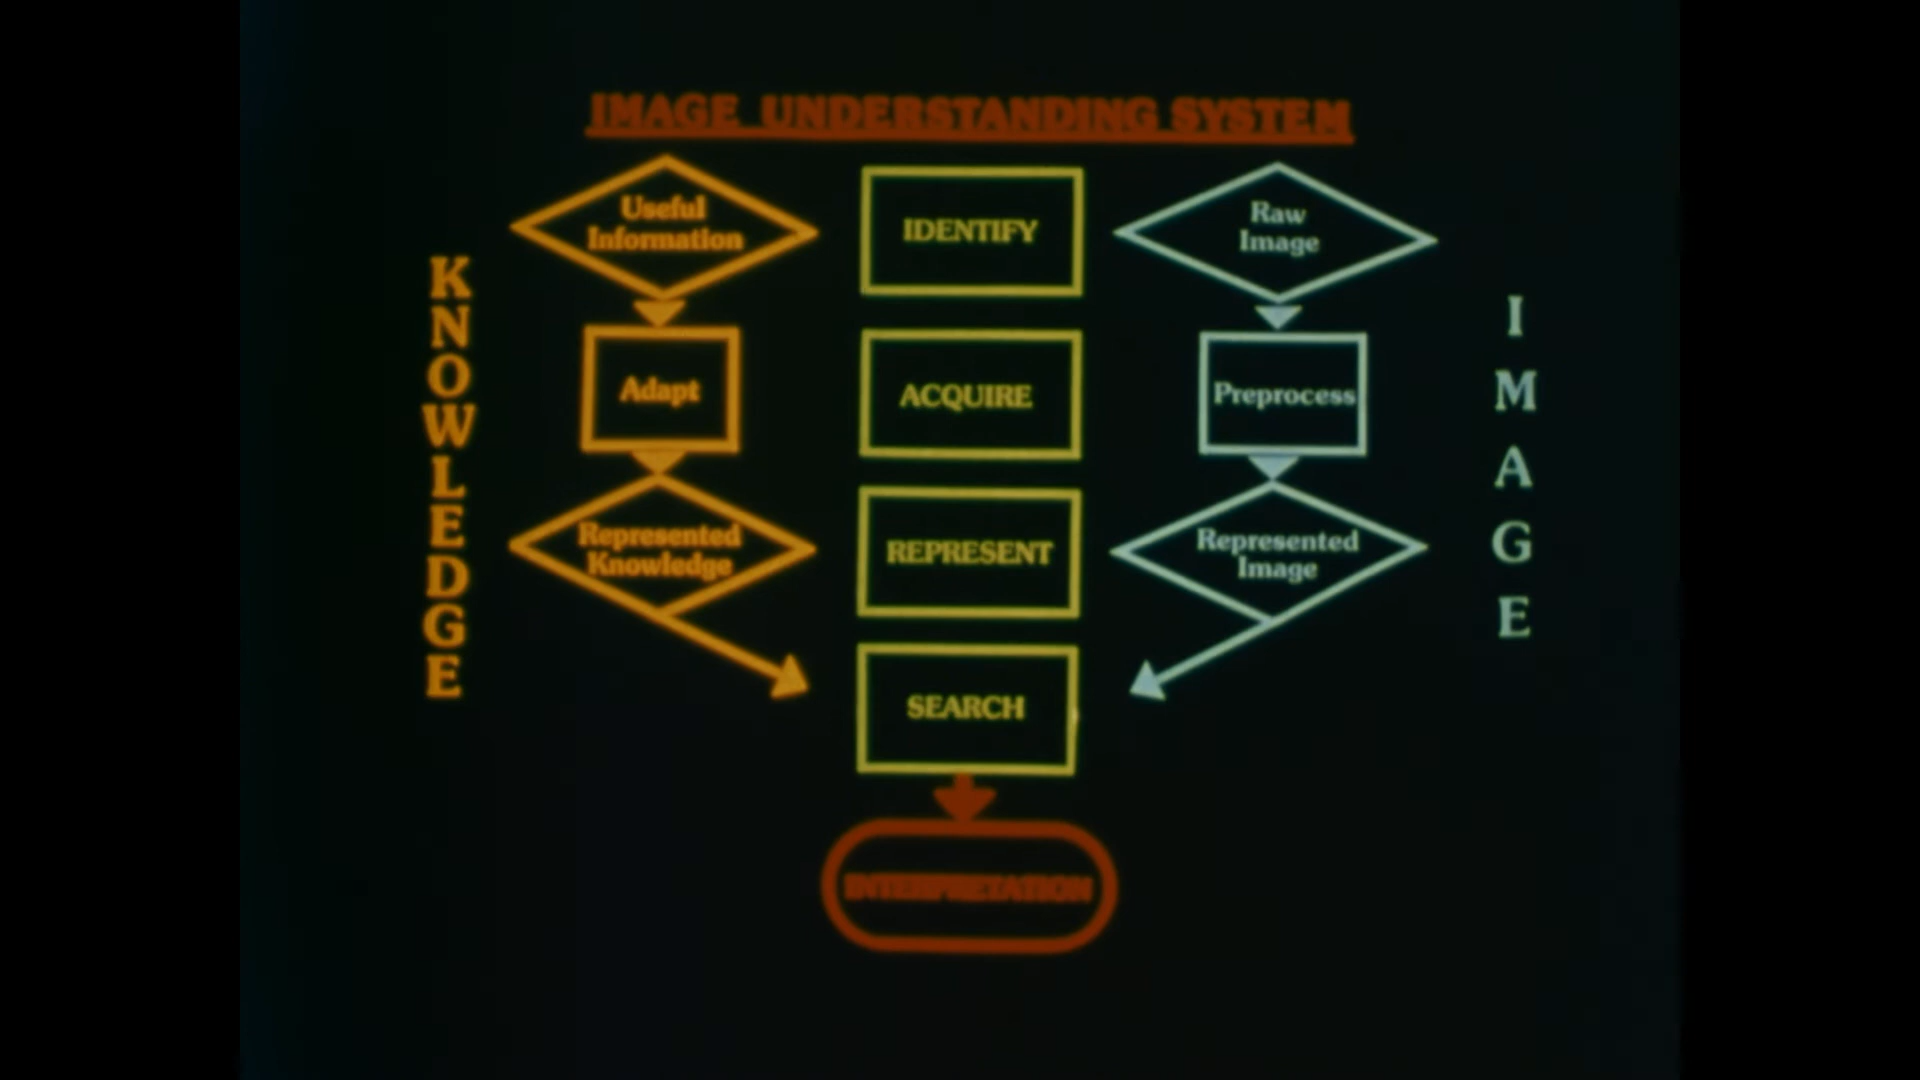 IMAGE UNDERSTANDING SYSTEM
KNOWLEDGE
Useful
Information
Adapt
Represented
Knowledge
IDENTIFY
ACQUIRE
REPRESENT
SEARCH
INTERPRETATION
Raw
Image
Preprocess
Represented
Image
IMAGE